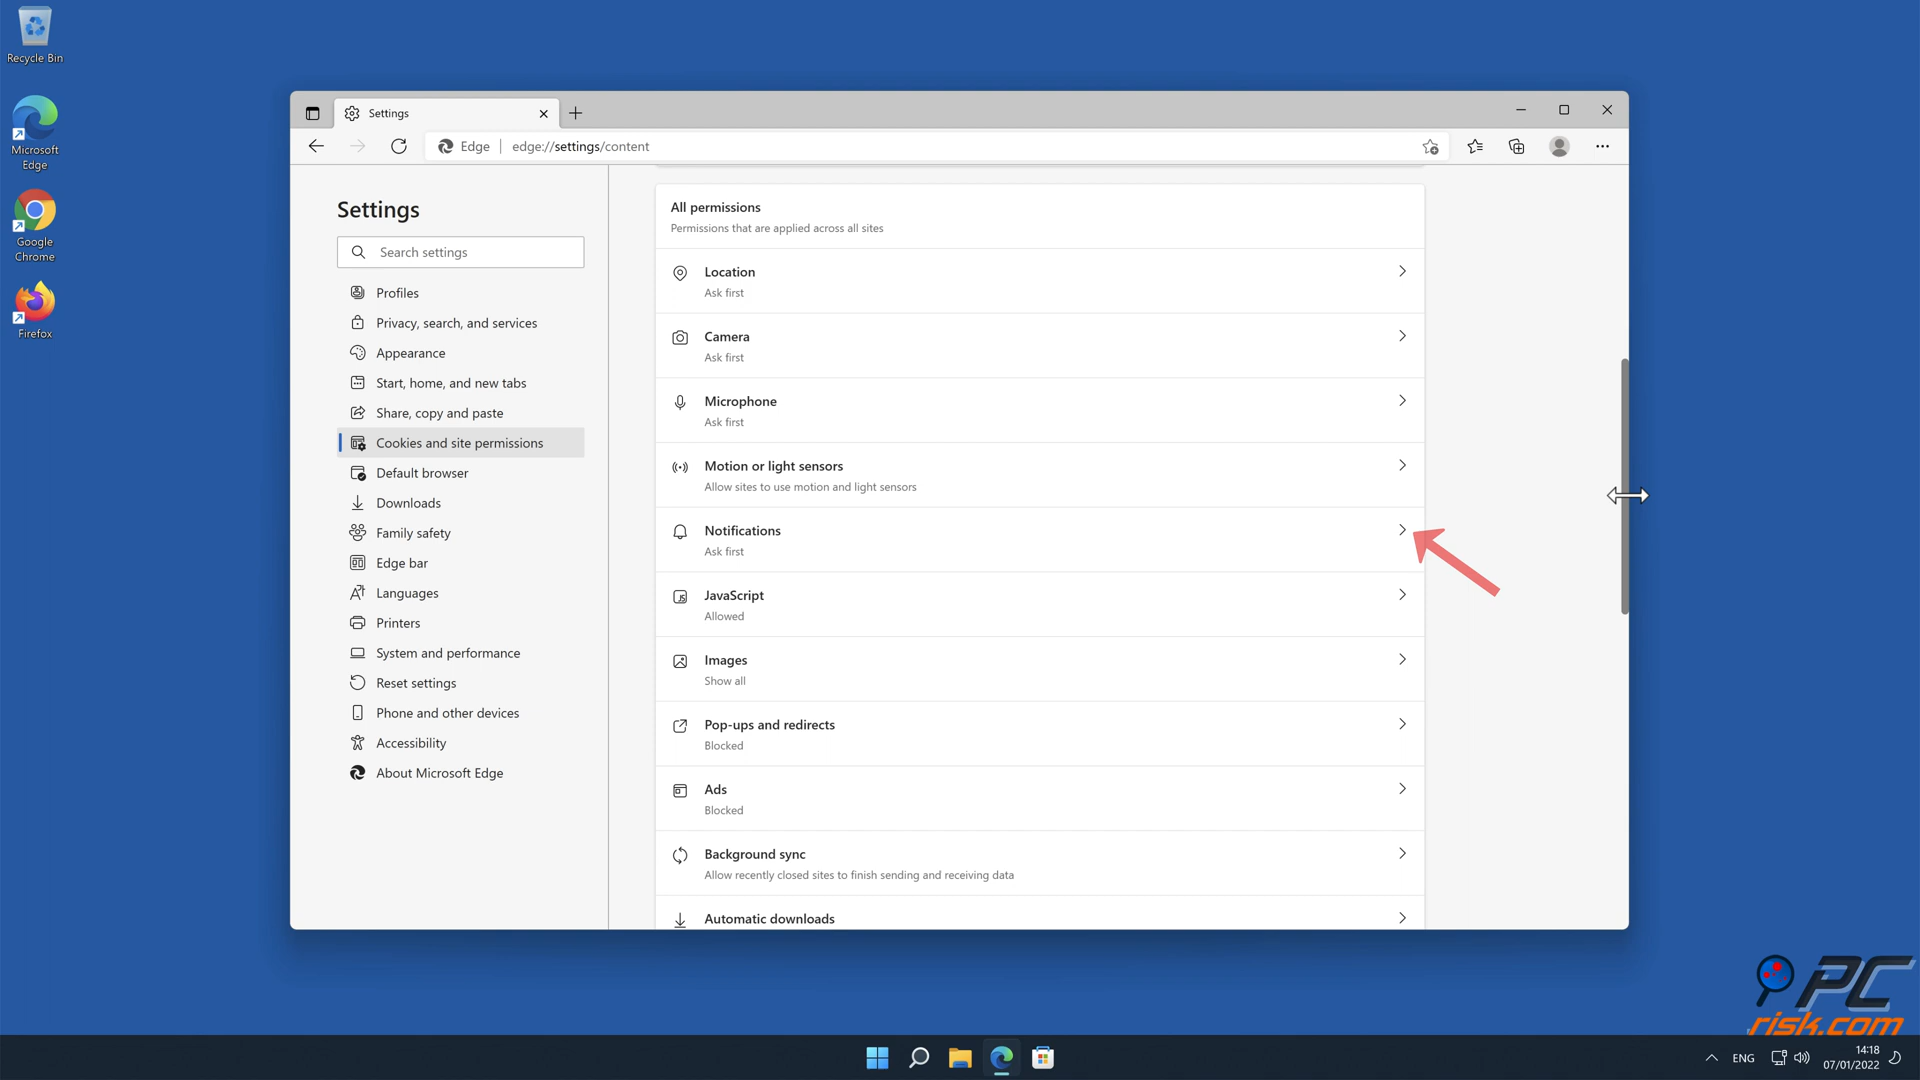 Recycle Bin
Microsoft
Edge
Google
Chrome
Firefox
Settings
Edge
edge://settings/content
Settings
Search settings
Profiles
Privacy, search, and services
Appearance
Start, home, and new tabs
Share, copy and paste
Cookies and site permissions
Default browser
Downloads
Family safety
Edge bar
Languages
Printers
System and performance
Reset settings
Phone and other devices
Accessibility
About Microsoft Edge
All permissions
Permissions that are applied across all sites
Location
Ask first
Camera
Ask first
Microphone
Ask first
Motion or light sensors
Allow sites to use motion and light sensors
Notifications
Ask first
JavaScript
Allowed
Images
Show all
Pop-ups and redirects
Blocked
Ads
Blocked
Background sync
Allow recently closed sites to finish sending and receiving data
Automatic downloads
PC
risk.com
ENG
14:18
07/01/2022